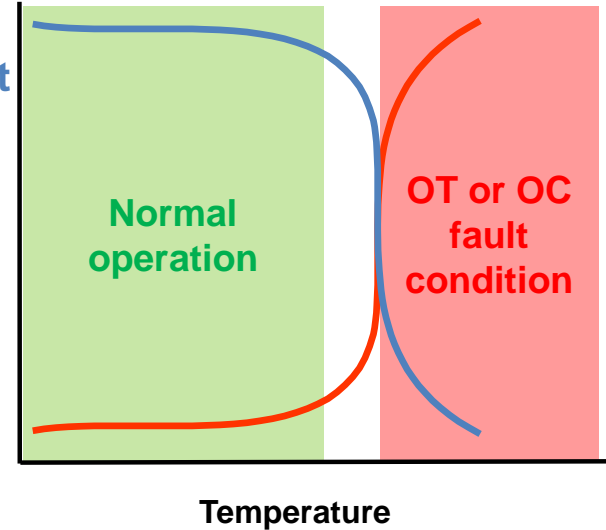 t
Normal
operation
OT or OC
fault
condition
Temperature